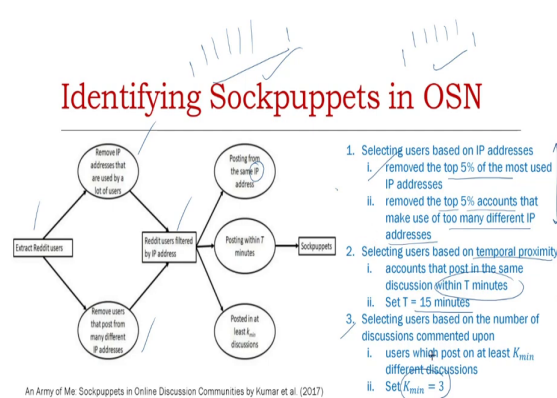 Identifying Sockpuppets in OSN
Remove IP
addresses that
are used by a
lot of users
Posting from
the same IP
address
Extract Reddit users
Reddit users filtered
by IP address
Posting within T
minutes
Sockpuppets
Remove users
that post from
many different
IP addresses
Posted in at
least kmin
discussions
1. Selecting users based on IP addresses
i. removed the top 5% of the most used
IP addresses
ii. removed the top 5% accounts that
make use of too many different IP
addresses
2. Selecting users based on temporal proximity
i. accounts that post in the same
discussion within T minutes
ii. Set T = 15 minutes
3. Selecting users based on the number of
discussions commented upon
i. users which post on at least Kmin
different discussions
ii. Set Kmin = 3
An Army of Me: Sockpuppets in Online Discussion Communities by Kumar et al. (2017)